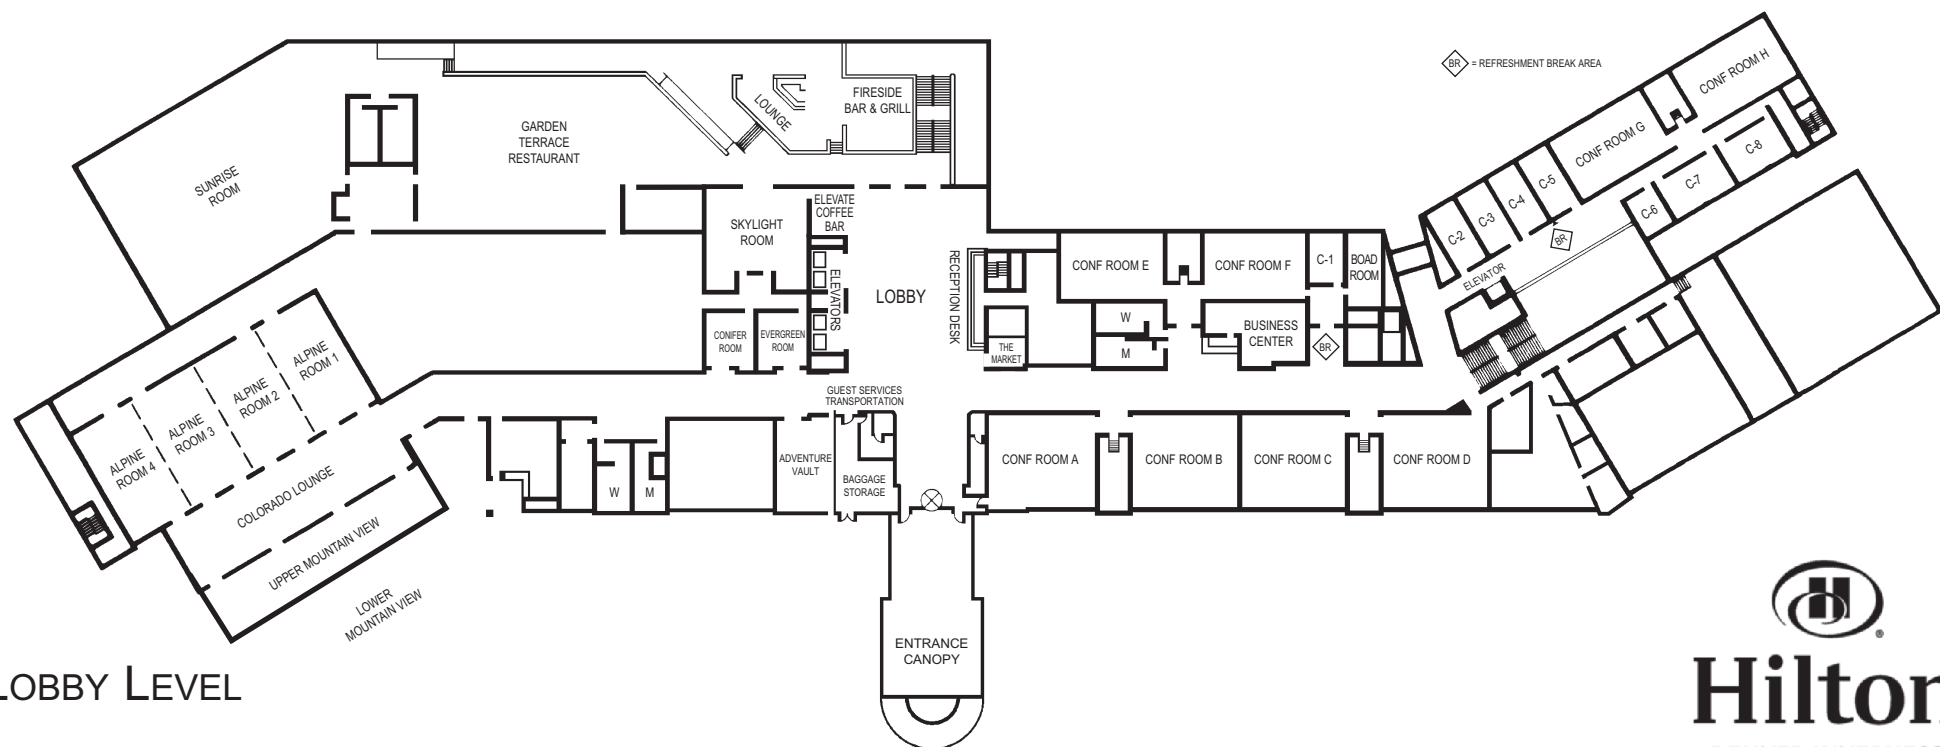 BR = REFRESHMENT BREAK AREA
CONF ROOM H
CONF ROOM G
C-8
C-7
C-6
C-5
C-4
C-3
C-2
BR
ELEVATOR
SUNRISE
ROOM
GARDEN
TERRACE
RESTAURANT
LOUNGE
FIRESIDE
BAR & GRILL
SKYLIGHT
ROOM
ELEVATE
COFFEE
BAR
ELEVATORS
LOBBY
RECEPTION DESK
CONIFER
ROOM
EVERGREEN
ROOM
THE
MARKET
CONF ROOM E
CONF ROOM F
C-1
BOAD
ROOM
W
M
BUSINESS
CENTER
BR
ALPINE
ROOM 1
ALPINE
ROOM 2
ALPINE
ROOM 3
ALPINE
ROOM 4
COLORADO LOUNGE
UPPER MOUNTAIN VIEW
LOWER
MOUNTAIN VIEW
W
M
GUEST SERVICES
TRANSPORTATION
ADVENTURE
VAULT
BAGGAGE
STORAGE
CONF ROOM A
CONF ROOM B
CONF ROOM C
CONF ROOM D
ENTRANCE
CANOPY
LOBBY LEVEL
H
®
Hilton